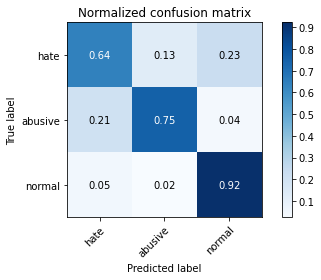 Normalized confusion matrix
True label
hate
0.64 0.13 0.23
abusive
0.21 0.75 0.04
normal
0.05 0.02 0.92
hate abusive normal
Predicted label
0.9
0.8
0.7
0.6
0.5
0.4
0.3
0.2
0.1